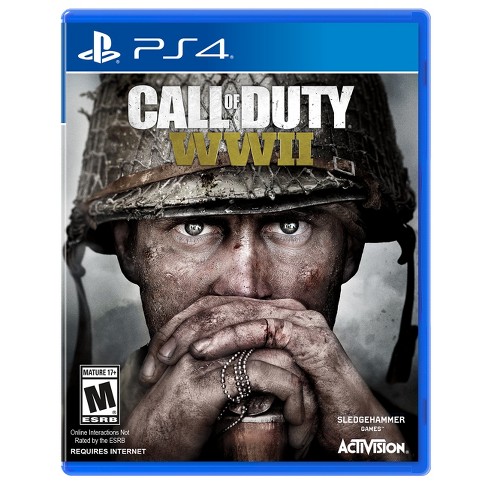 PS4
CALL OF DUTY
WWII
MATURE 17+
M
ESRB
Online Interactions Not
Rated by the ESRB
REQUIRES INTERNET
SLEDGEHAMMER
GAMES™
ACTIVISION